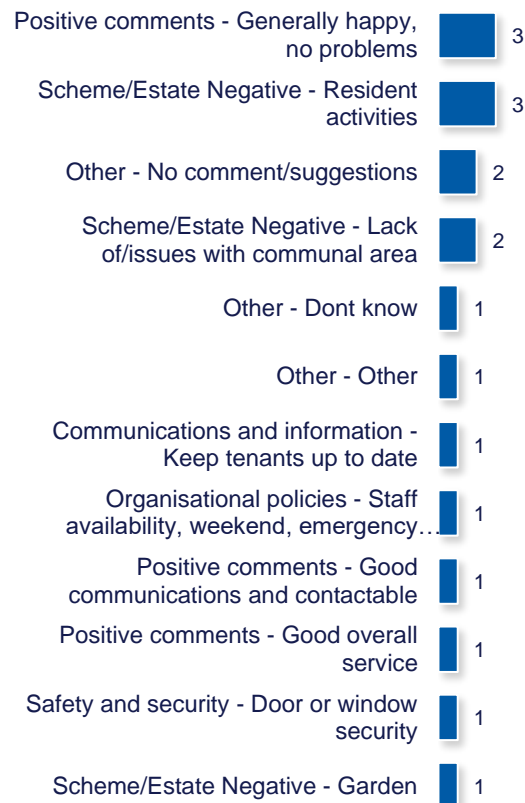 Positive comments - Generally happy,
no problems
3
Scheme/Estate Negative - Resident
activities
3
Other - No comment/suggestions
2
Scheme/Estate Negative - Lack
of/issues with communal area
2
Other - Dont know
1
Other - Other
1
Communications and information -
Keep tenants up to date
1
Organisational policies - Staff
availability, weekend, emergency…
1
Positive comments - Good
communications and contactable
1
Positive comments - Good overall
service
1
Safety and security - Door or window
security
1
Scheme/Estate Negative - Garden
1